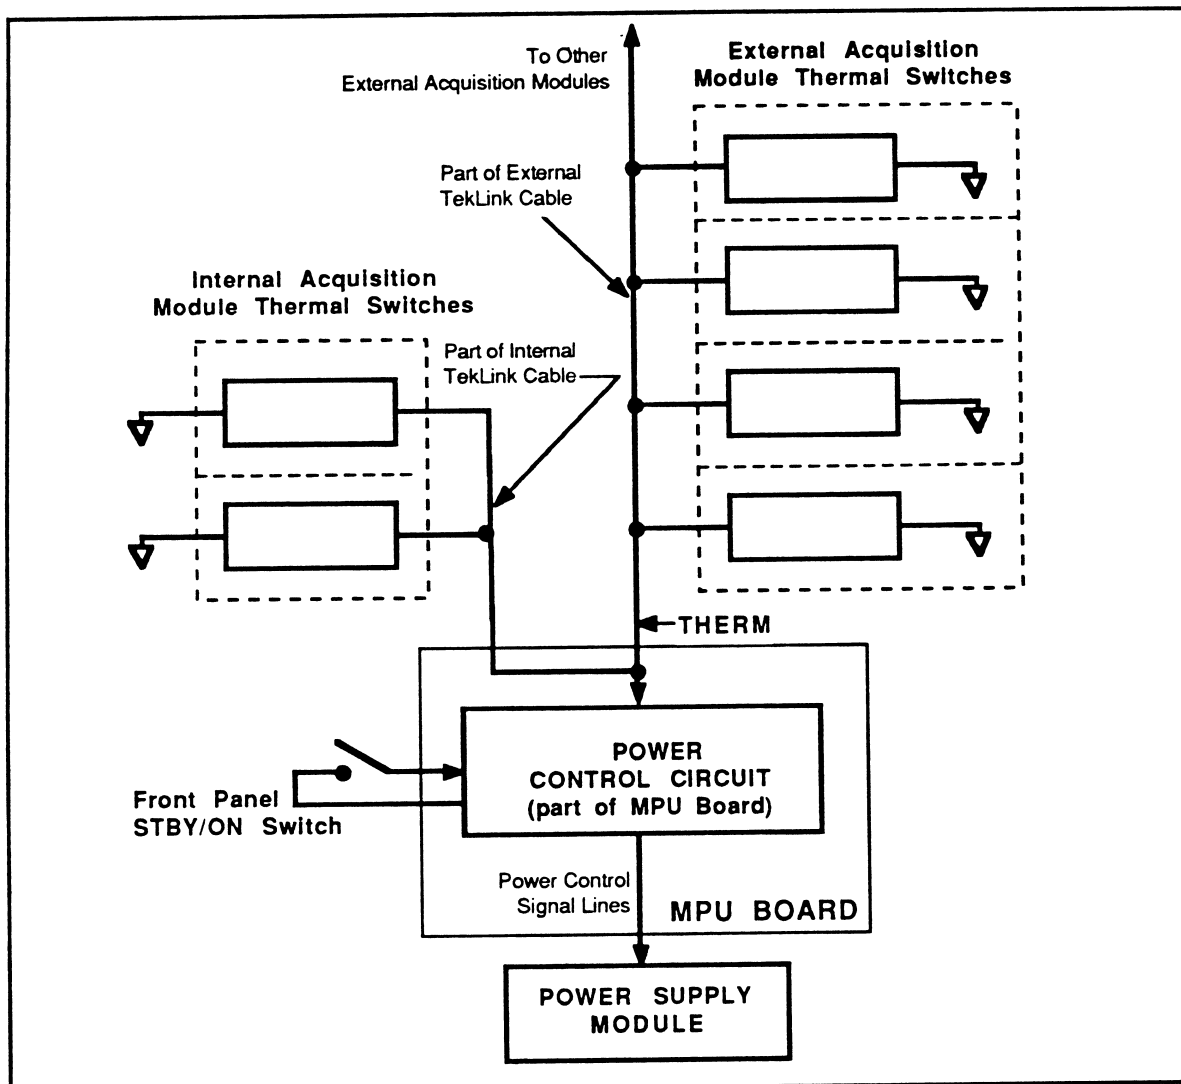 To Other
External Acquisition Modules
External Acquisition
Module Thermal Switches
Part of External
TekLink Cable
Internal Acquisition
Module Thermal Switches
Part of Internal
TekLink Cable
THERM
POWER
CONTROL CIRCUIT
(part of MPU Board)
Front Panel
STBY/ON Switch
Power Control
Signal Lines
MPU BOARD
POWER SUPPLY
MODULE